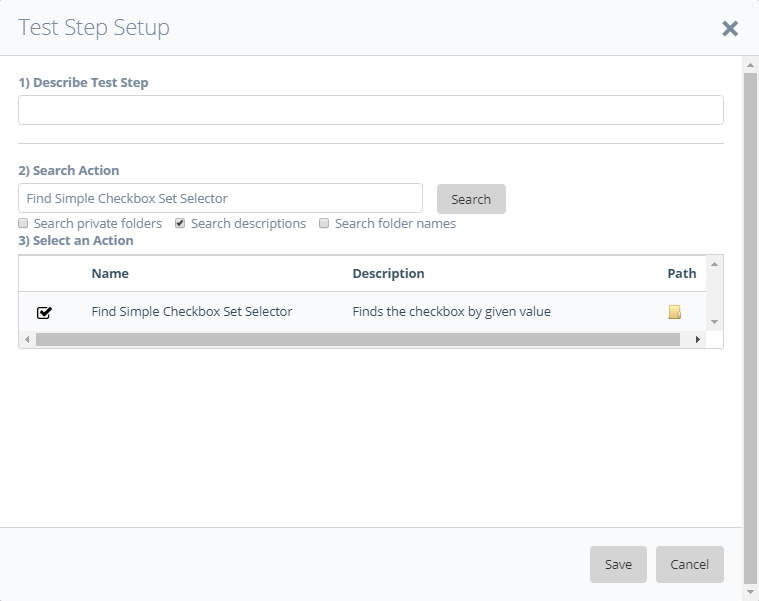 Test Step Setup
1) Describe Test Step
2) Search Action
Find Simple Checkbox Set Selector
Search
Search private folders Search descriptions Search folder names
3) Select an Action
Name Description Path
Find Simple Checkbox Set Selector Finds the checkbox by given value
Save Cancel